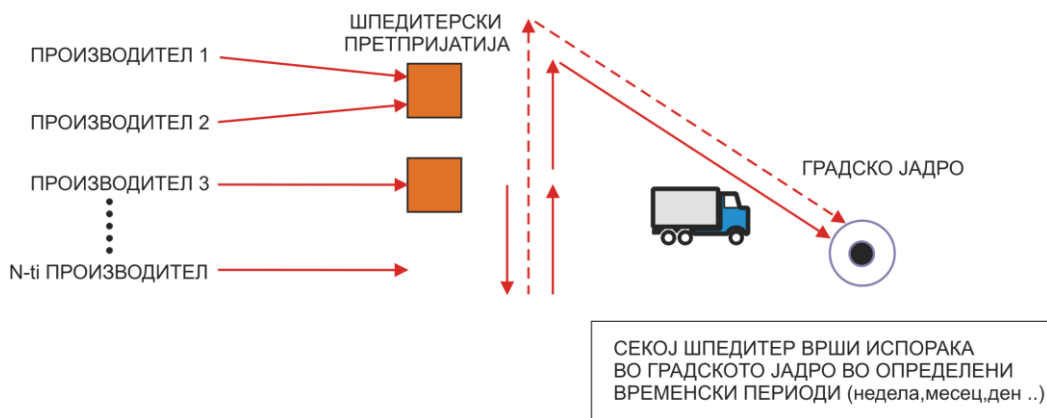 ШПЕДИТЕРСКИ
ПРЕТПРИЈАТИЈА
ПРОИЗВОДИТЕЛ 1
ПРОИЗВОДИТЕЛ 2
ПРОИЗВОДИТЕЛ 3
N-ti ПРОИЗВОДИТЕЛ
ГРАДСКО ЈАДРО
СЕКОЈ ШПЕДИТЕР ВРШИ ИСПОРАКА
ВО ГРАДСКОТО ЈАДРО ВО ОПРЕДЕЛЕНИ
ВРЕМЕНСКИ ПЕРИОДИ (недела,месец,ден ..)